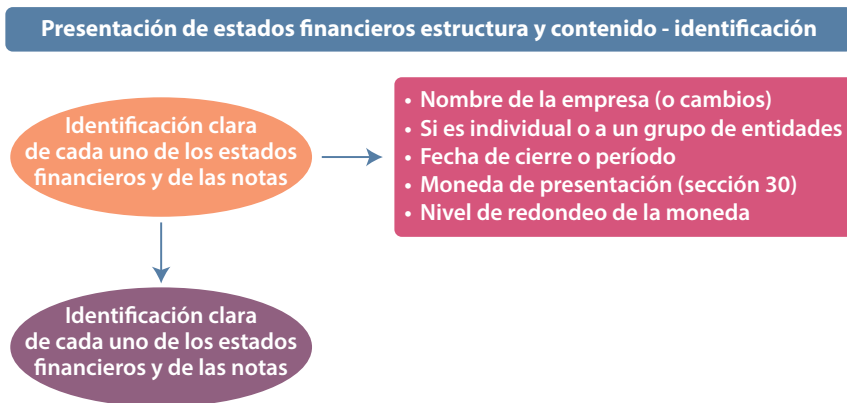 Presentación de estados financieros estructura y contenido - identificación
Identificación clara
de cada uno de los estados
financieros y de las notas
• Nombre de la empresa (o cambios)
• Si es individual o a un grupo de entidades
• Fecha de cierre o período
• Moneda de presentación (sección 30)
• Nivel de redondeo de la moneda
Identificación clara
de cada uno de los estados
financieros y de las notas